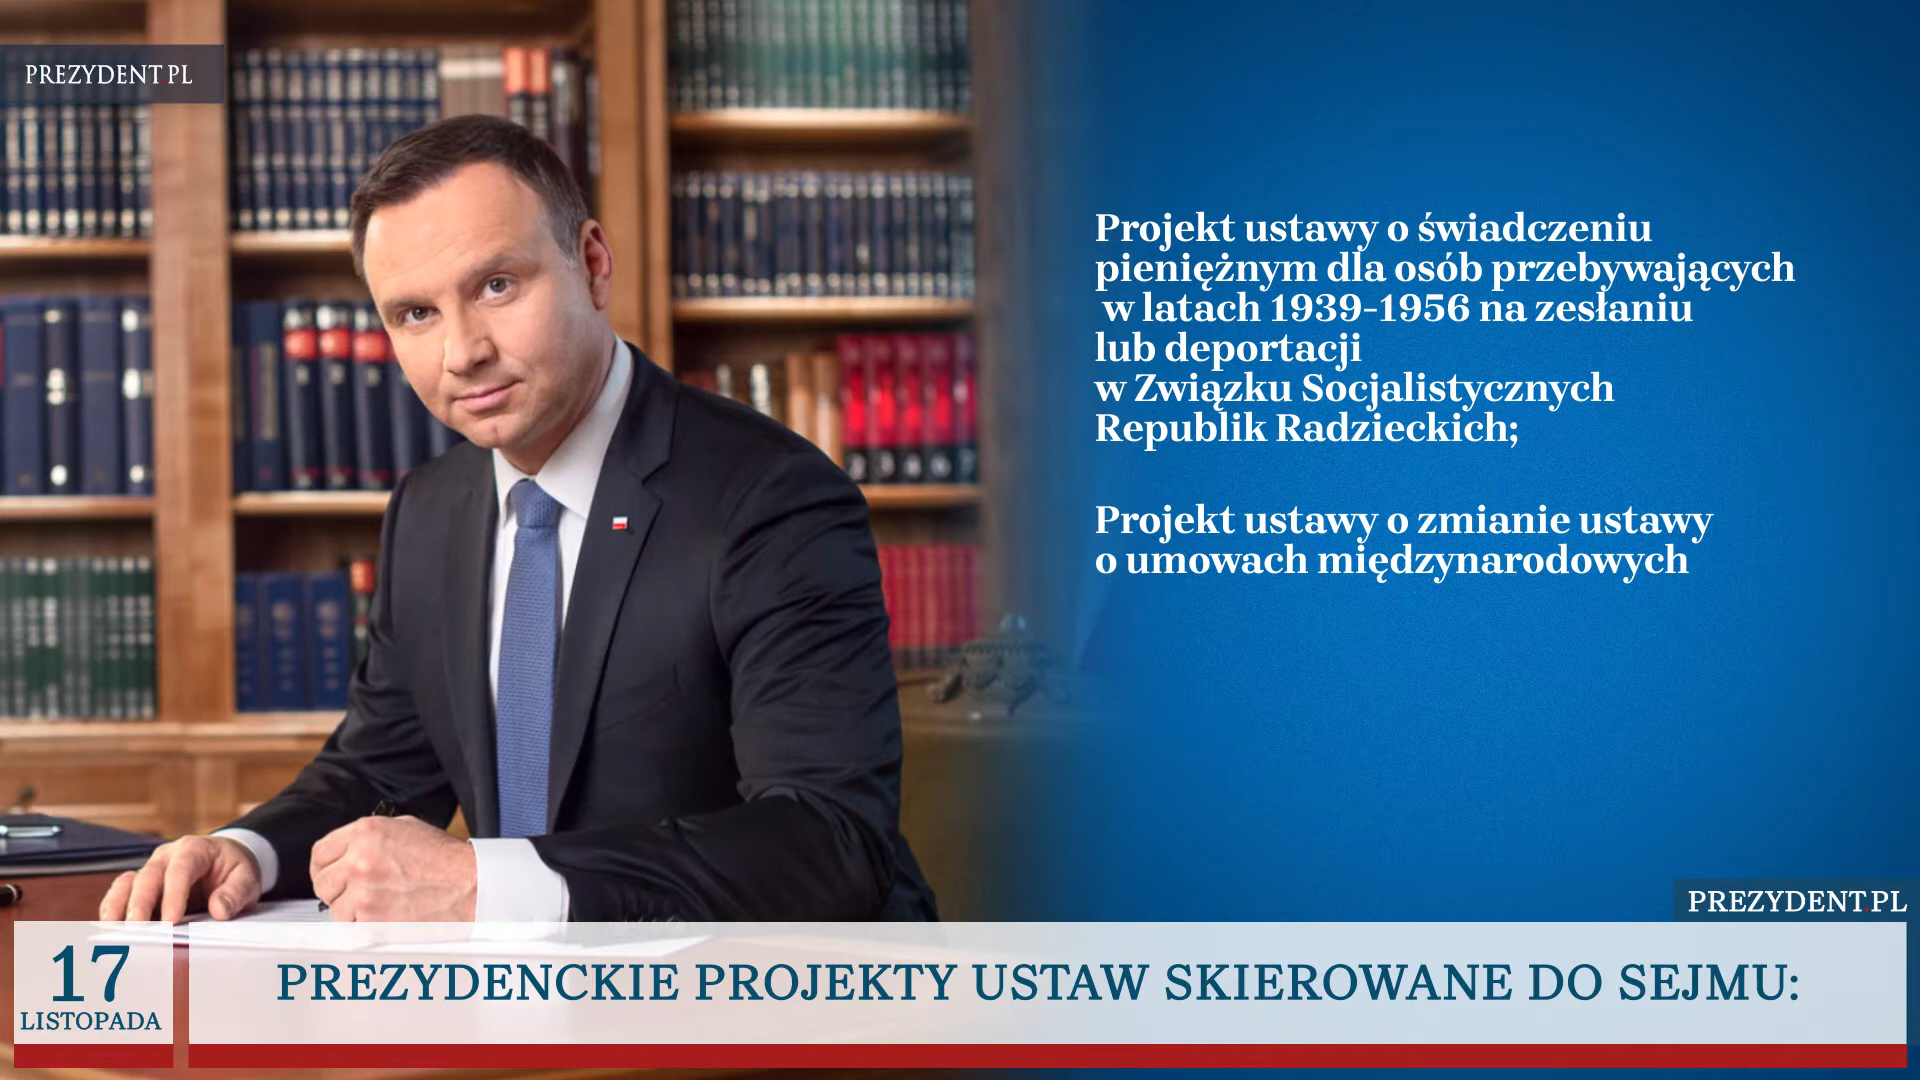 PREZYDENT.PL
Projekt ustawy o świadczeniu
pieniężnym dla osób przebywających
w latach 1939-1956 na zesłaniu
lub deportacji
w Związku Socjalistycznych
Republik Radzieckich;
Projekt ustawy o zmianie ustawy
o umowach międzynarodowych
PREZYDENT.PL
17
LISTOPADA
PREZYDENCKIE PROJEKTY USTAW SKIEROWANE DO SEJMU: